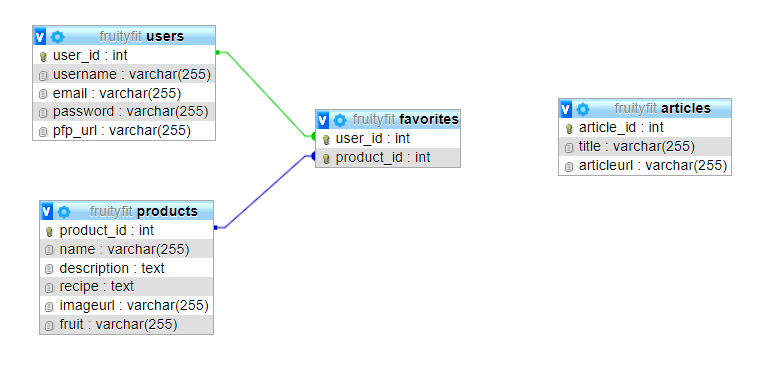 v fruityfit users
user_id : int
username : varchar(255)
email : varchar(255)
password : varchar(255)
pfp_url : varchar(255)
v fruityfit favorites
user_id : int
product_id : int
v fruityfit articles
article_id : int
title : varchar(255)
articleurl : varchar(255)
v fruityfit products
product_id : int
name : varchar(255)
description : text
recipe : text
imageurl : varchar(255)
fruit : varchar(255)